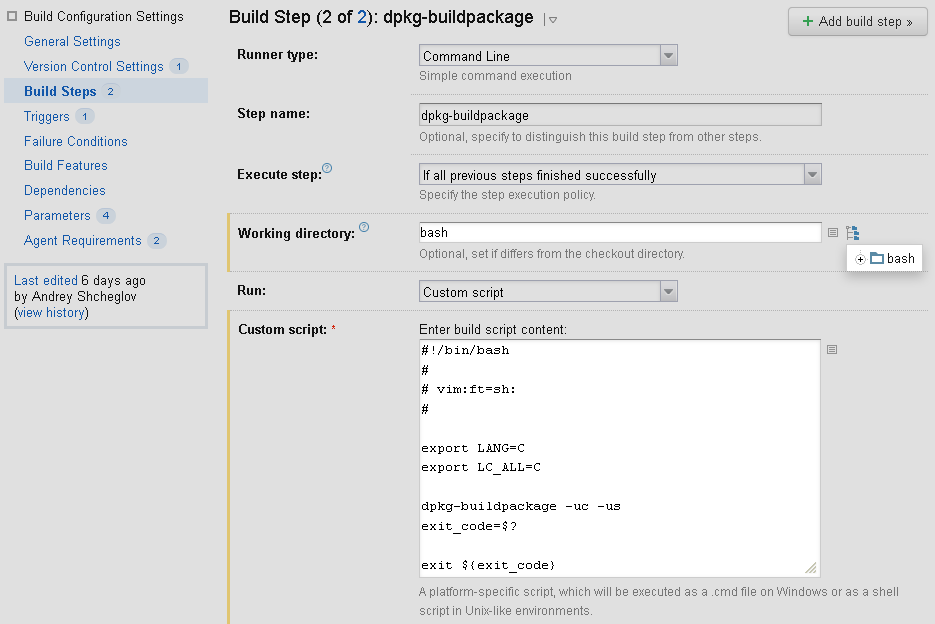 Build Configuration Settings
General Settings
Version Control Settings 1
Build Steps 2
Triggers 1
Failure Conditions
Build Features
Dependencies
Parameters 4
Agent Requirements 2
Last edited 6 days ago
by Andrey Shcheglov
(view history)
Build Step (2 of 2): dpkg-buildpackage
+ Add build step »
Runner type:
Command Line
Simple command execution
Step name:
dpkg-buildpackage
Optional, specify to distinguish this build step from other steps.
Execute step: ?
If all previous steps finished successfully
Specify the step execution policy.
Working directory: ?
bash
Optional, set if differs from the checkout directory.
bash
Run:
Custom script
Custom script: *
Enter build script content:
#!/bin/bash
#
# vim:ft=sh:
#
export LANG=C
export LC_ALL=C
dpkg-buildpackage -uc -us
exit_code=$?
exit ${exit_code}
A platform-specific script, which will be executed as a .cmd file on Windows or as a shell
script in Unix-like environments.